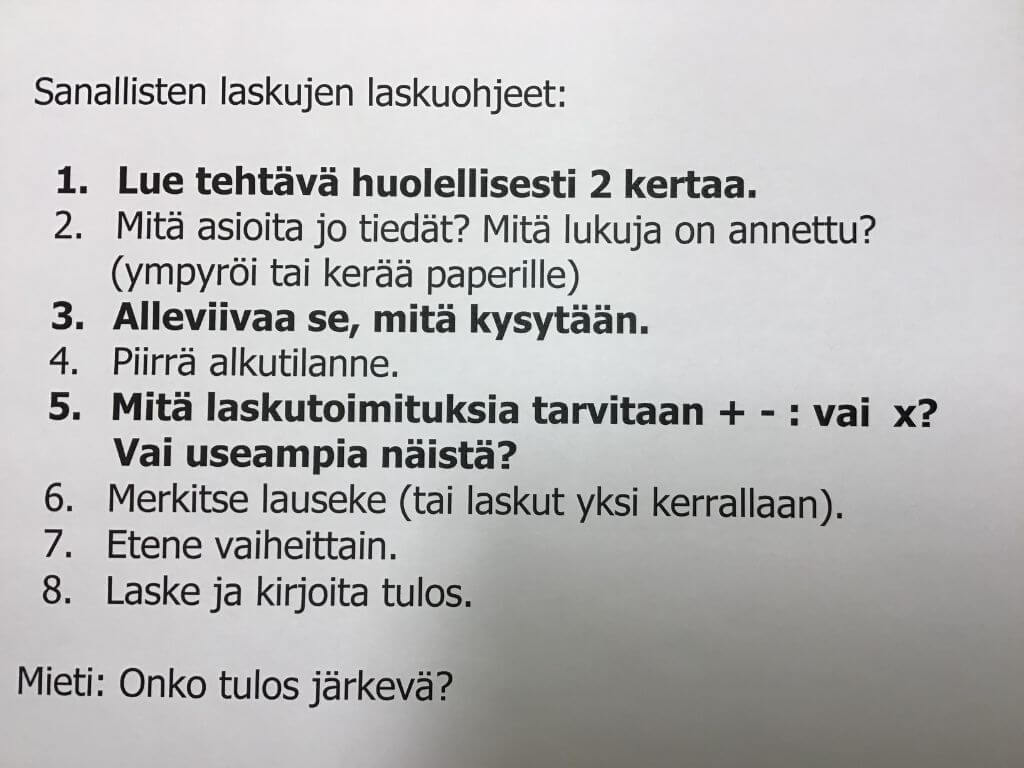 Sanallisten laskujen laskuohjeet:
1. Lue tehtävä huolellisesti 2 kertaa.
2. Mitä asioita jo tiedät? Mitä lukuja on annettu?
(ympyröi tai kerää paperille)
3. Alleviivaa se, mitä kysytään.
4. Piirrä alkutilanne.
5. Mitä laskutoimituksia tarvitaan + - : vai x?
Vai useampia näistä?
6. Merkitse lauseke (tai laskut yksi kerrallaan).
7. Etene vaiheittain.
8. Laske ja kirjoita tulos.
Mieti: Onko tulos järkevä?